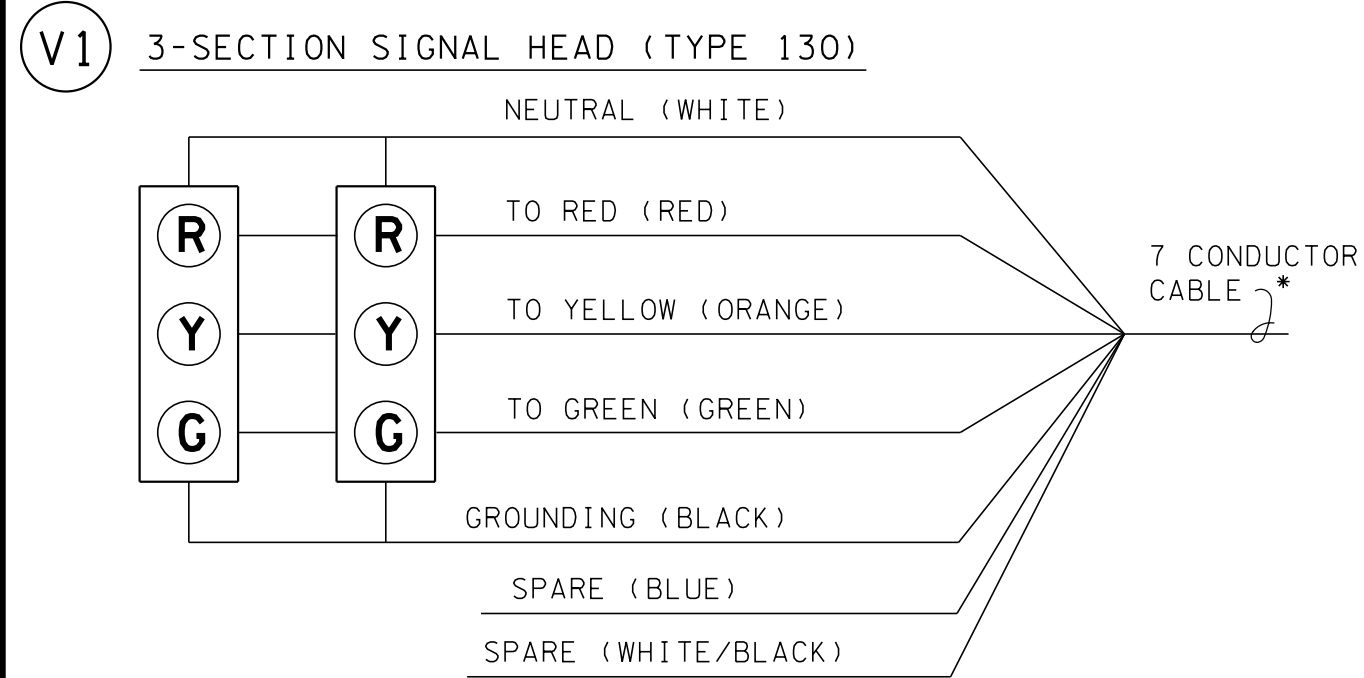 V1 3-SECTION SIGNAL HEAD (TYPE 130)
NEUTRAL (WHITE)
R R TO RED (RED)
7 CONDUCTOR
CABLE *
Y Y TO YELLOW (ORANGE)
G G TO GREEN (GREEN)
GROUNDING (BLACK)
SPARE (BLUE)
SPARE (WHITE/BLACK)